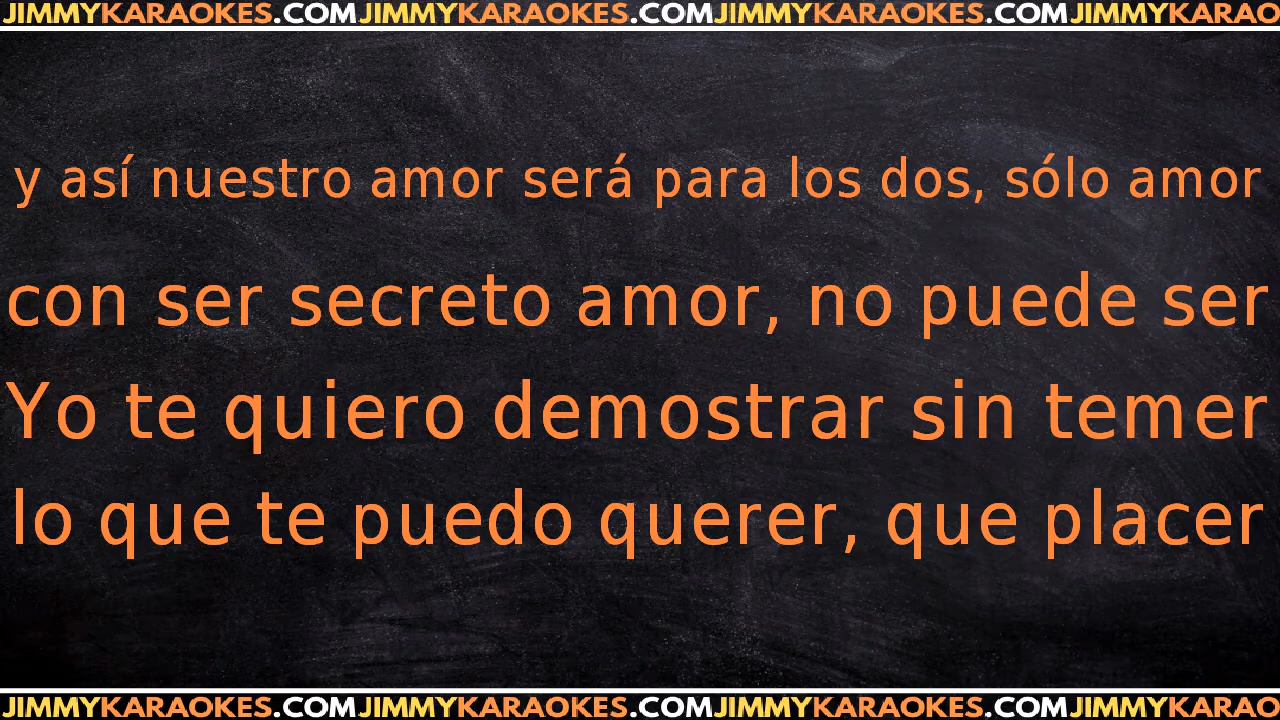 JIMMYKARAOKES.COMJIMMYKARAOKES.COMJIMMYKARAOKES.COMJIMMYKARAO
y así nuestro amor será para los dos, sólo amor
con ser secreto amor, no puede ser
Yo te quiero demostrar sin temer
lo que te puedo querer, que placer
JIMMYKARAOKES.COMJIMMYKARAOKES.COMJIMMYKARAOKES.COMJIMMYKARAO